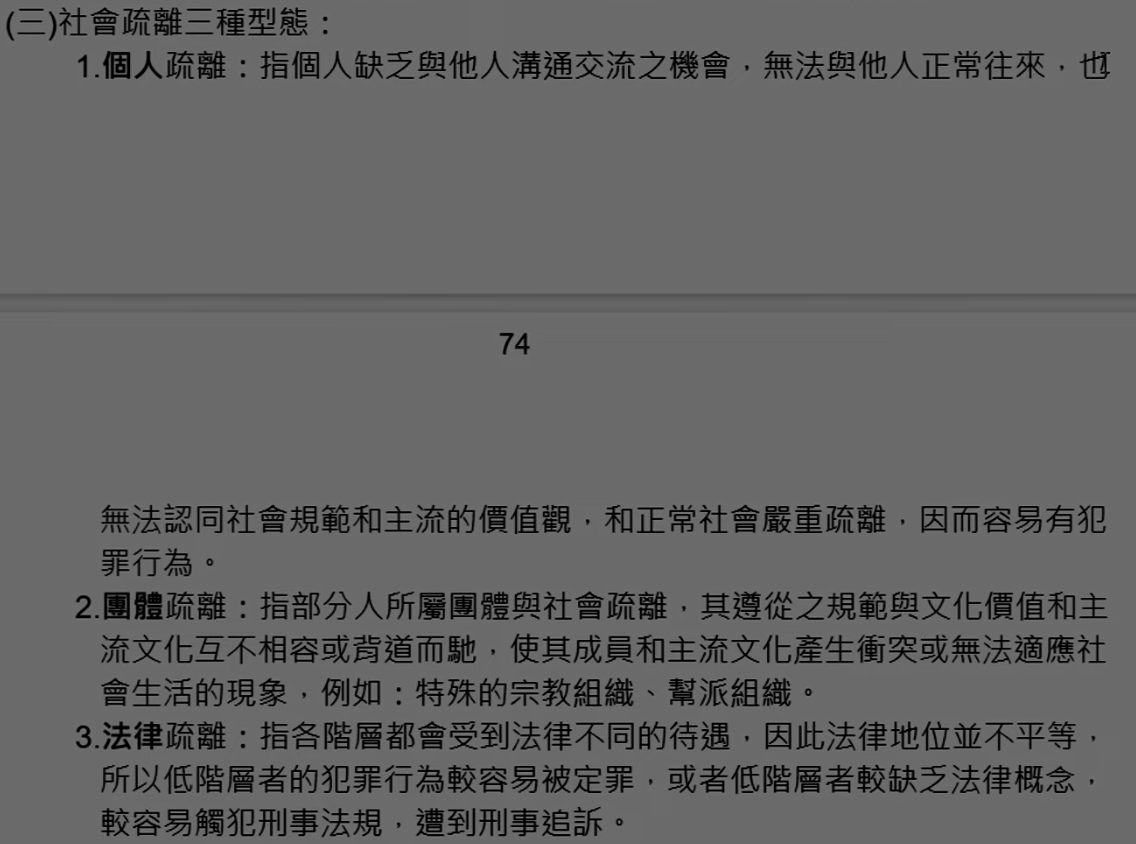 (三)社會疏離三種型態：
1.個人疏離：指個人缺乏與他人溝通交流之機會，無法與他人正常往來，也
74
無法認同社會規範和主流的價值觀，和正常社會嚴重疏離，因而容易有犯
罪行為。
2.團體疏離：指部分人所屬團體與社會疏離，其遵從之規範與文化價值和主
流文化互不相容或背道而馳，使其成員和主流文化產生衝突或無法適應社
會生活的現象，例如：特殊的宗教組織、幫派組織。
3.法律疏離：指各階層都會受到法律不同的待遇，因此法律地位並不平等，
所以低階層者的犯罪行為較容易被定罪，或者低階層者較缺乏法律概念，
較容易觸犯刑事法規，遭到刑事追訴。